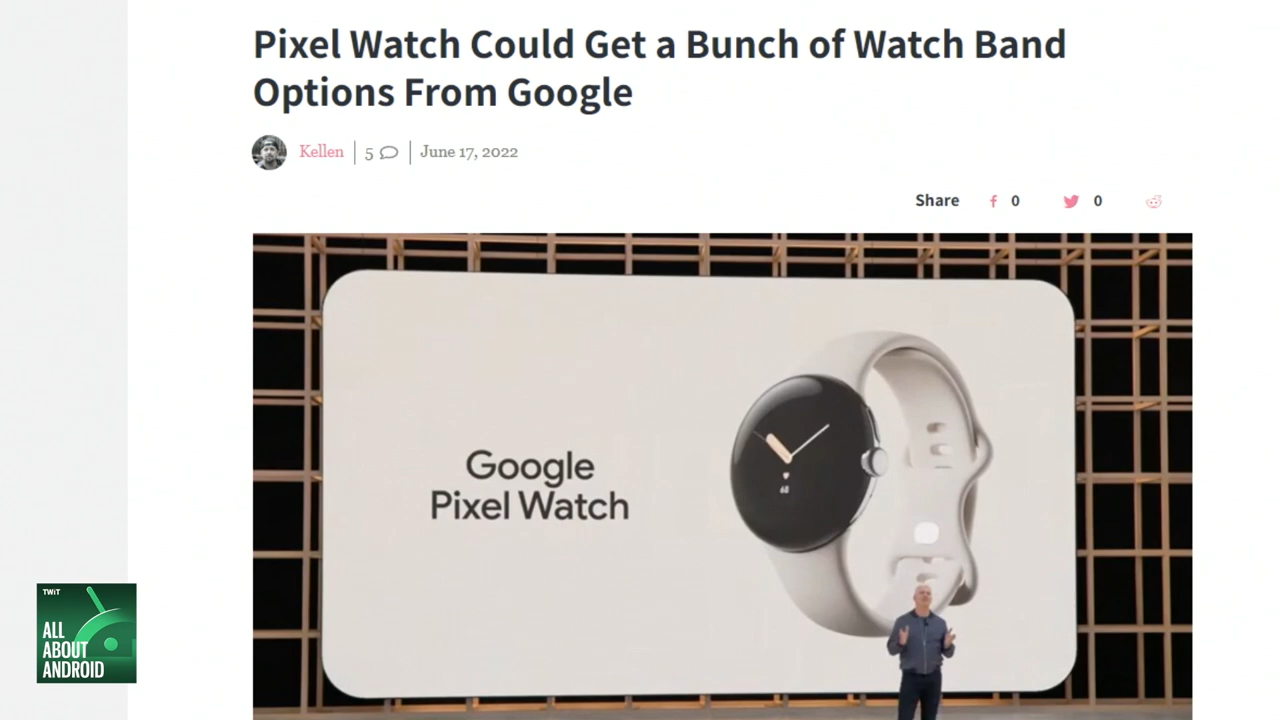 Pixel Watch Could Get a Bunch of Watch Band
Options From Google
Kellen 5 June 17, 2022
Share 0 0
Google
Pixel Watch
68
TWiT
ALL
ABOUT
ANDROID